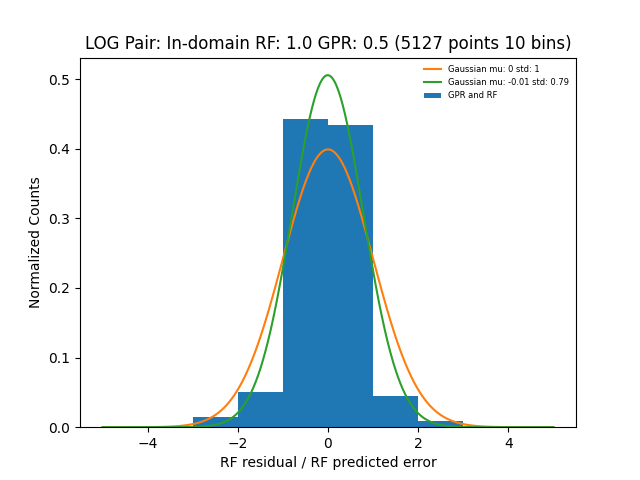 LOG Pair: In-domain RF: 1.0 GPR: 0.5 (5127 points 10 bins)
Gaussian mu: 0 std: 1
Gaussian mu: -0.01 std: 0.79
GPR and RF
Normalized Counts
0.5
0.4
0.3
0.2
0.1
0.0
−4
−2
0
2
4
RF residual / RF predicted error